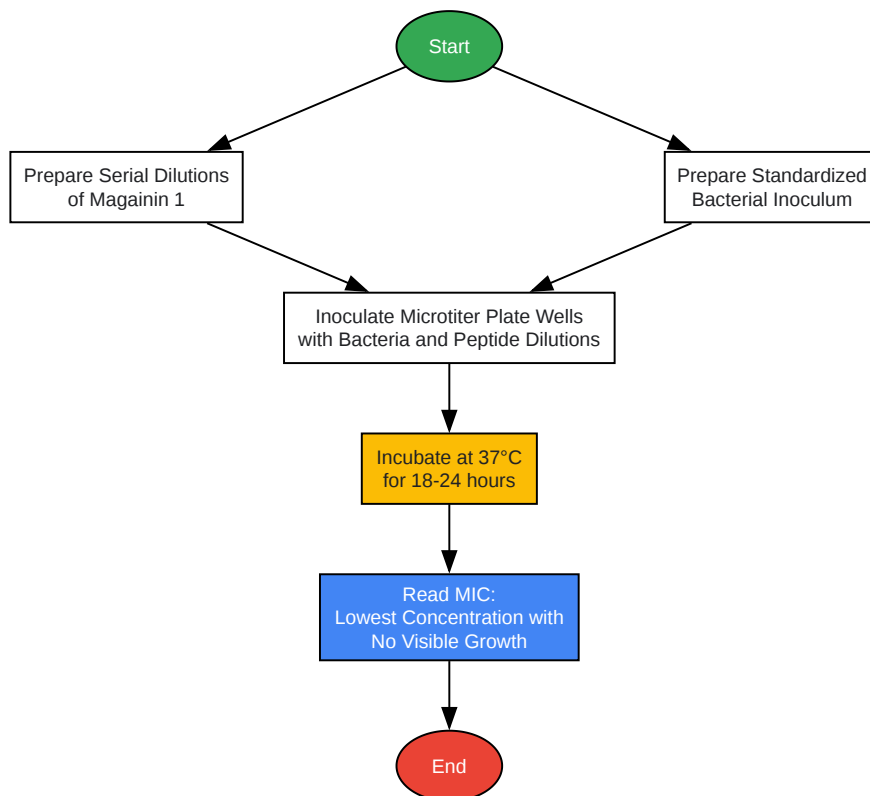 Start
Prepare Serial Dilutions
of Magainin 1
Prepare Standardized
Bacterial Inoculum
Inoculate Microtiter Plate Wells
with Bacteria and Peptide Dilutions
Incubate at 37°C
for 18-24 hours
Read MIC:
Lowest Concentration with
No Visible Growth
End